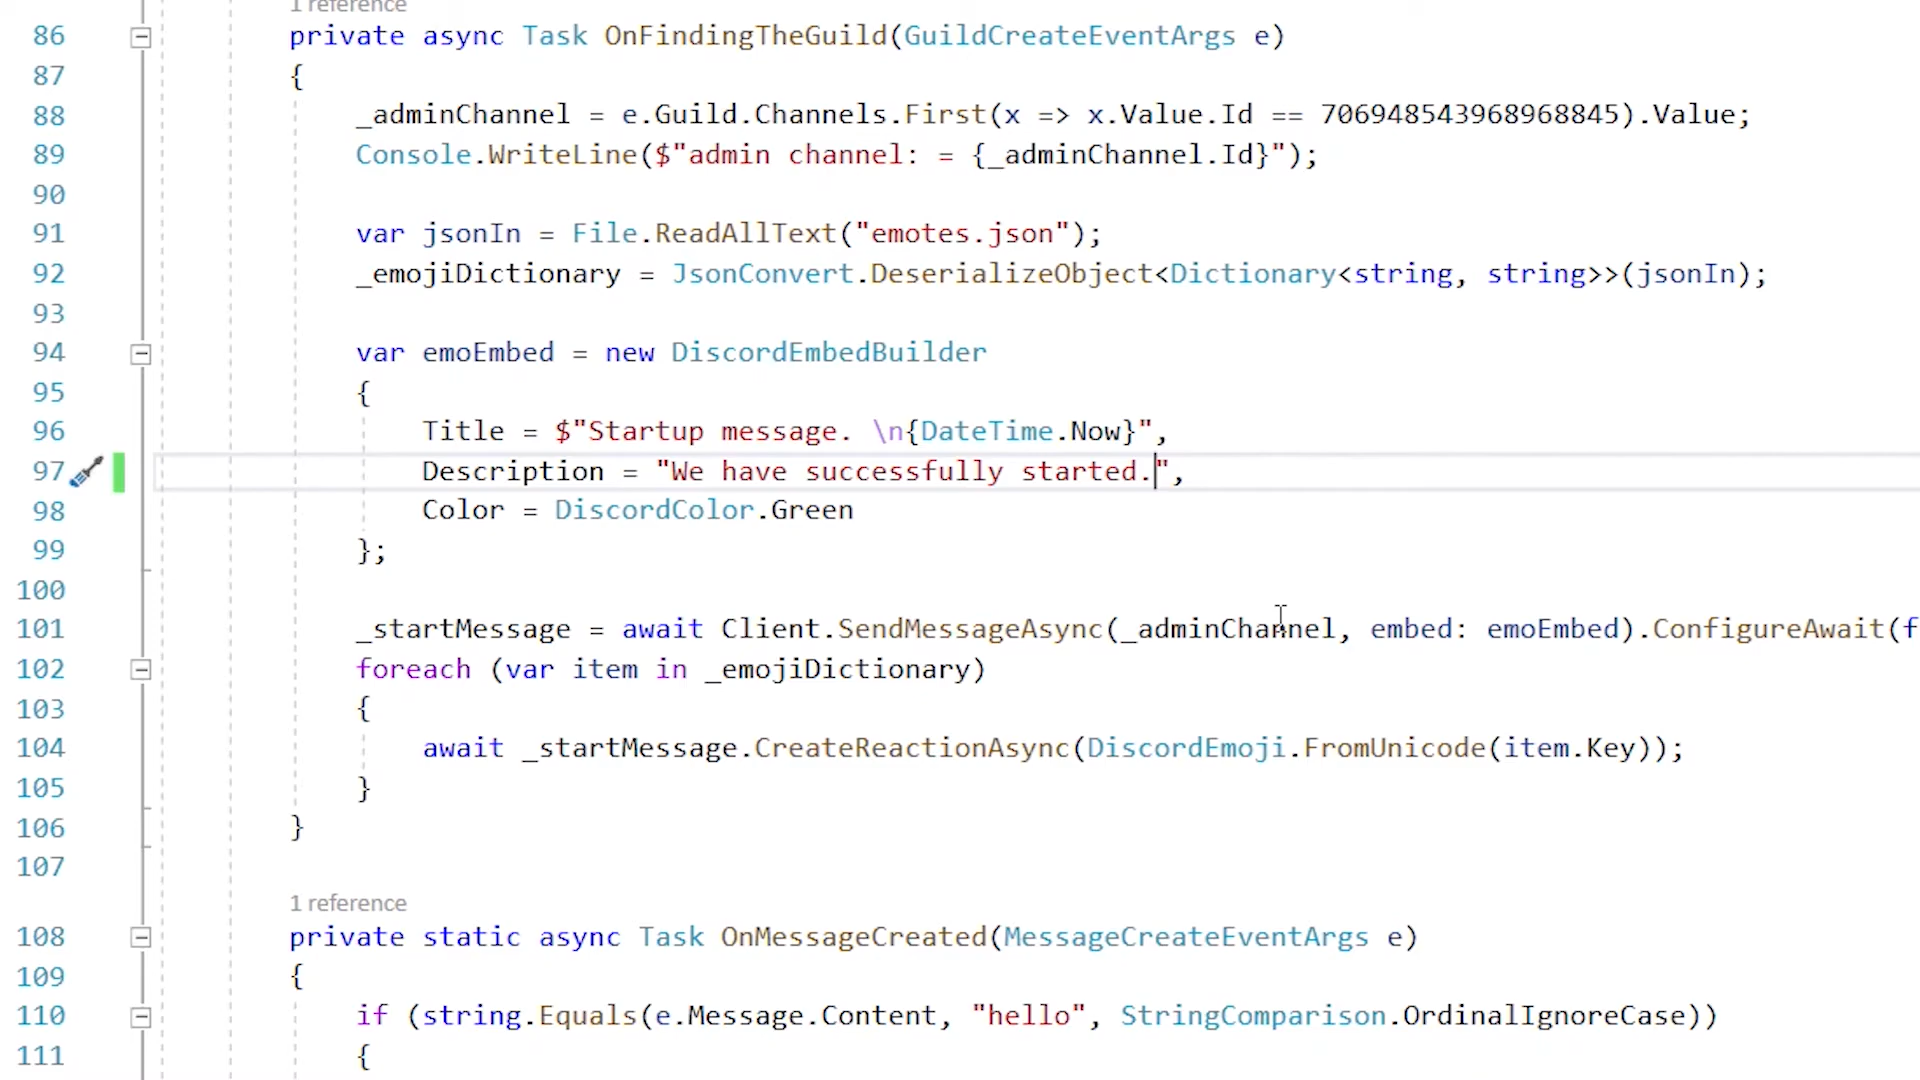 1 reference
86 private async Task OnFindingTheGuild(GuildCreateEventArgs e)
87 {
88 _adminChannel = e.Guild.Channels.First(x => x.Value.Id == 706948543968968845).Value;
89 Console.WriteLine($"admin channel: = {_adminChannel.Id}");
90
91 var jsonIn = File.ReadAllText("emotes.json");
92 _emojiDictionary = JsonConvert.DeserializeObject<Dictionary<string, string>>(jsonIn);
93
94 var emoEmbed = new DiscordEmbedBuilder
95 {
96 Title = $"Startup message. \n{DateTime.Now}",
97 Description = "We have successfully started.",
98 Color = DiscordColor.Green
99 };
100
101 _startMessage = await Client.SendMessageAsync(_adminChannel, embed: emoEmbed).ConfigureAwait(f
102 foreach (var item in _emojiDictionary)
103 {
104 await _startMessage.CreateReactionAsync(DiscordEmoji.FromUnicode(item.Key));
105 }
106 }
107
1 reference
108 private static async Task OnMessageCreated(MessageCreateEventArgs e)
109 {
110 if (string.Equals(e.Message.Content, "hello", StringComparison.OrdinalIgnoreCase))
111 {